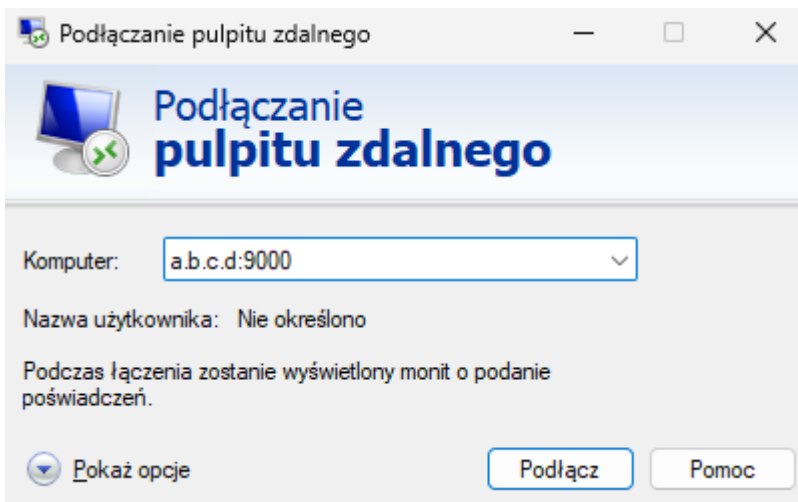 Podłączanie pulpitu zdalnego
Podłączanie
pulpitu zdalnego
Komputer: a.b.c.d:9000
Nazwa użytkownika: Nie określono
Podczas łączenia zostanie wyświetlony monit o podanie
poświadczeń.
Pokaż opcje Podłącz Pomoc